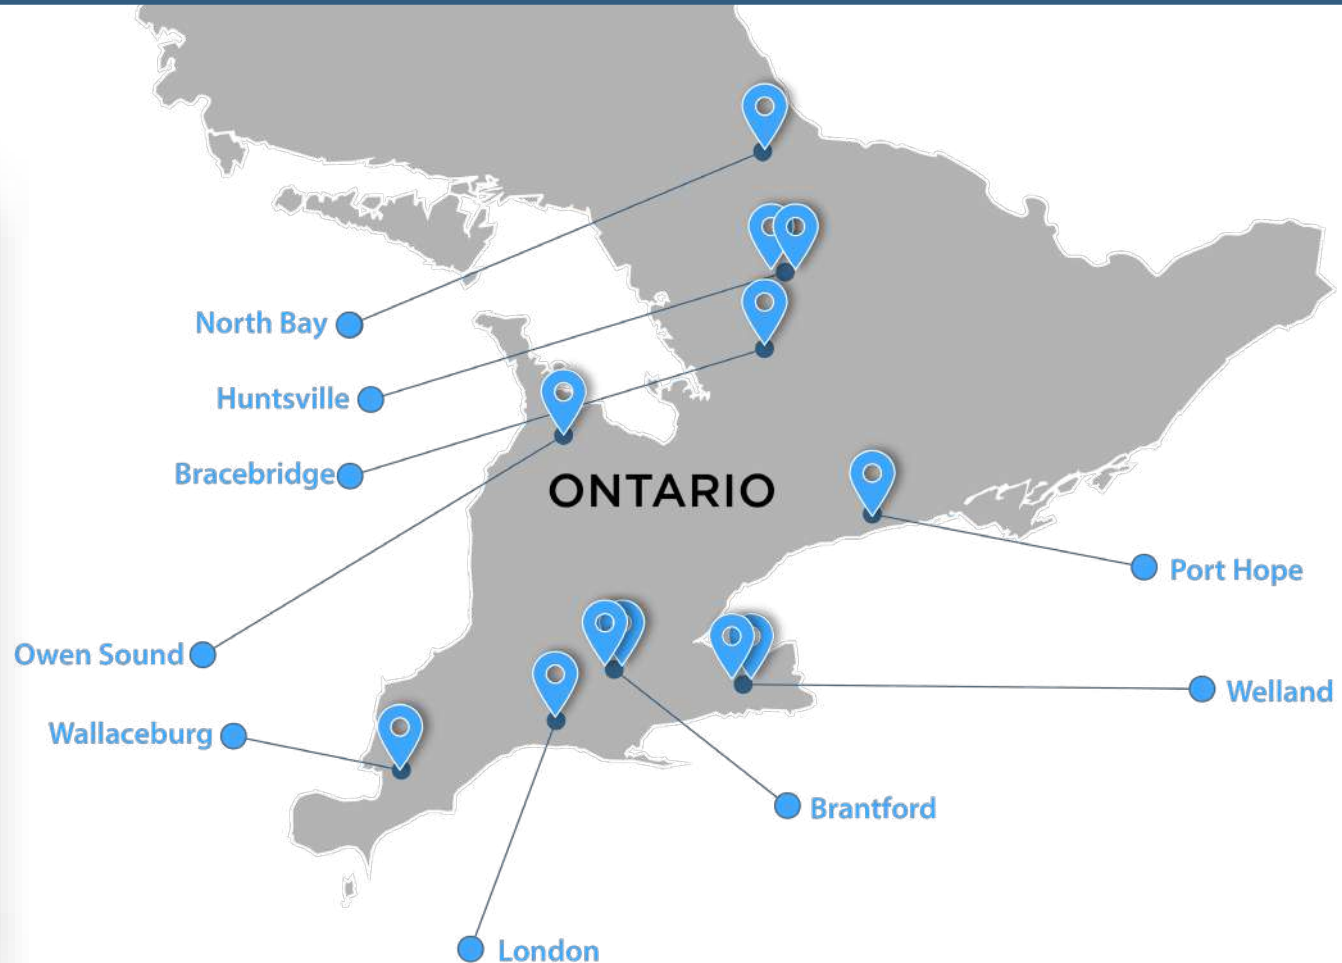 North Bay
Huntsville
Bracebridge
ONTARIO
Port Hope
Owen Sound
Welland
Wallaceburg
Brantford
London